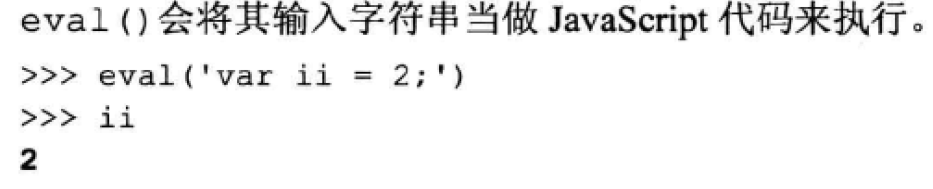 eval()会将其输入字符串当做 JavaScript 代码来执行。
>>> eval('var ii = 2;')
>>> ii
2